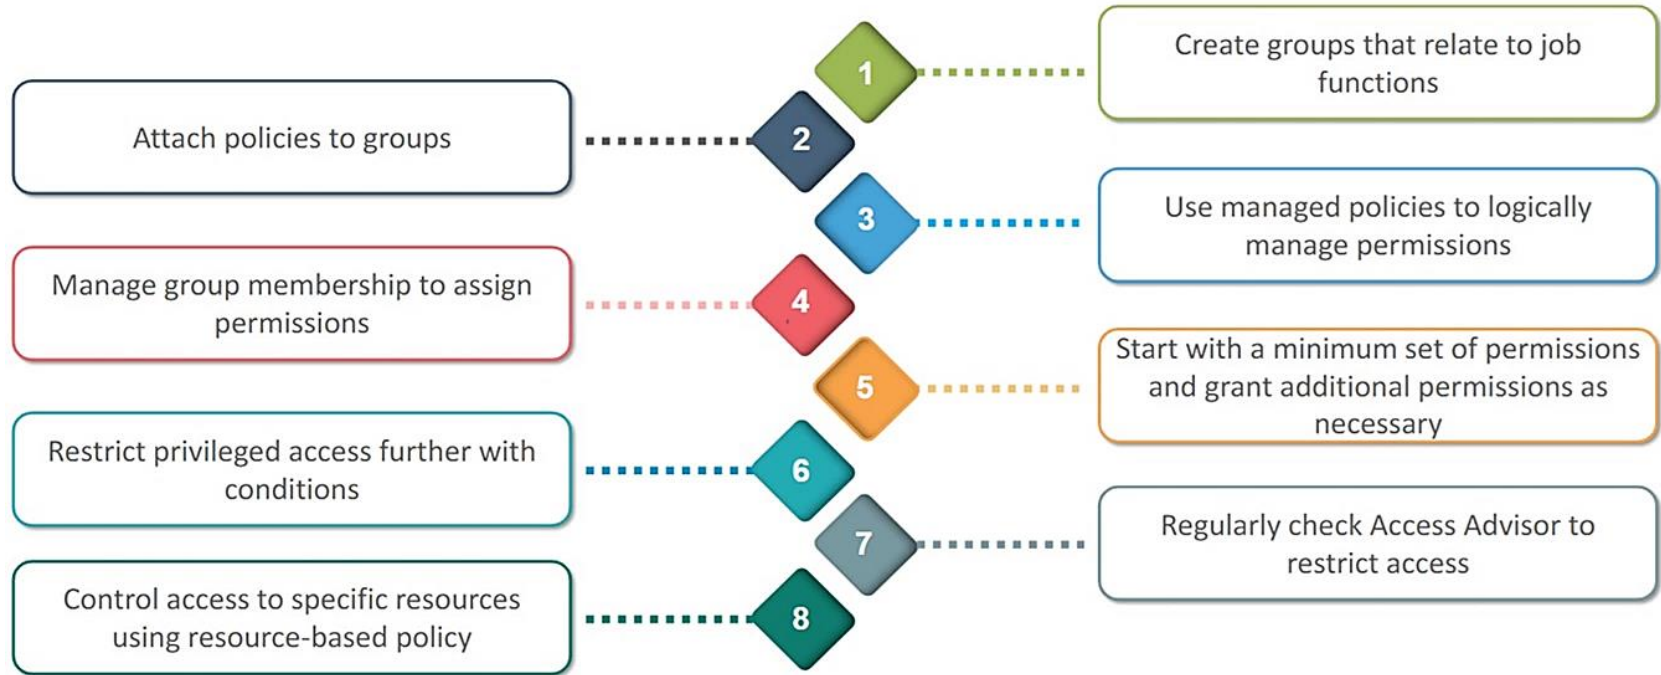 1
Create groups that relate to job
functions
2
Attach policies to groups
3
Use managed policies to logically
manage permissions
4
Manage group membership to assign
permissions
5
Start with a minimum set of permissions
and grant additional permissions as
necessary
6
Restrict privileged access further with
conditions
7
Regularly check Access Advisor to
restrict access
8
Control access to specific resources
using resource-based policy